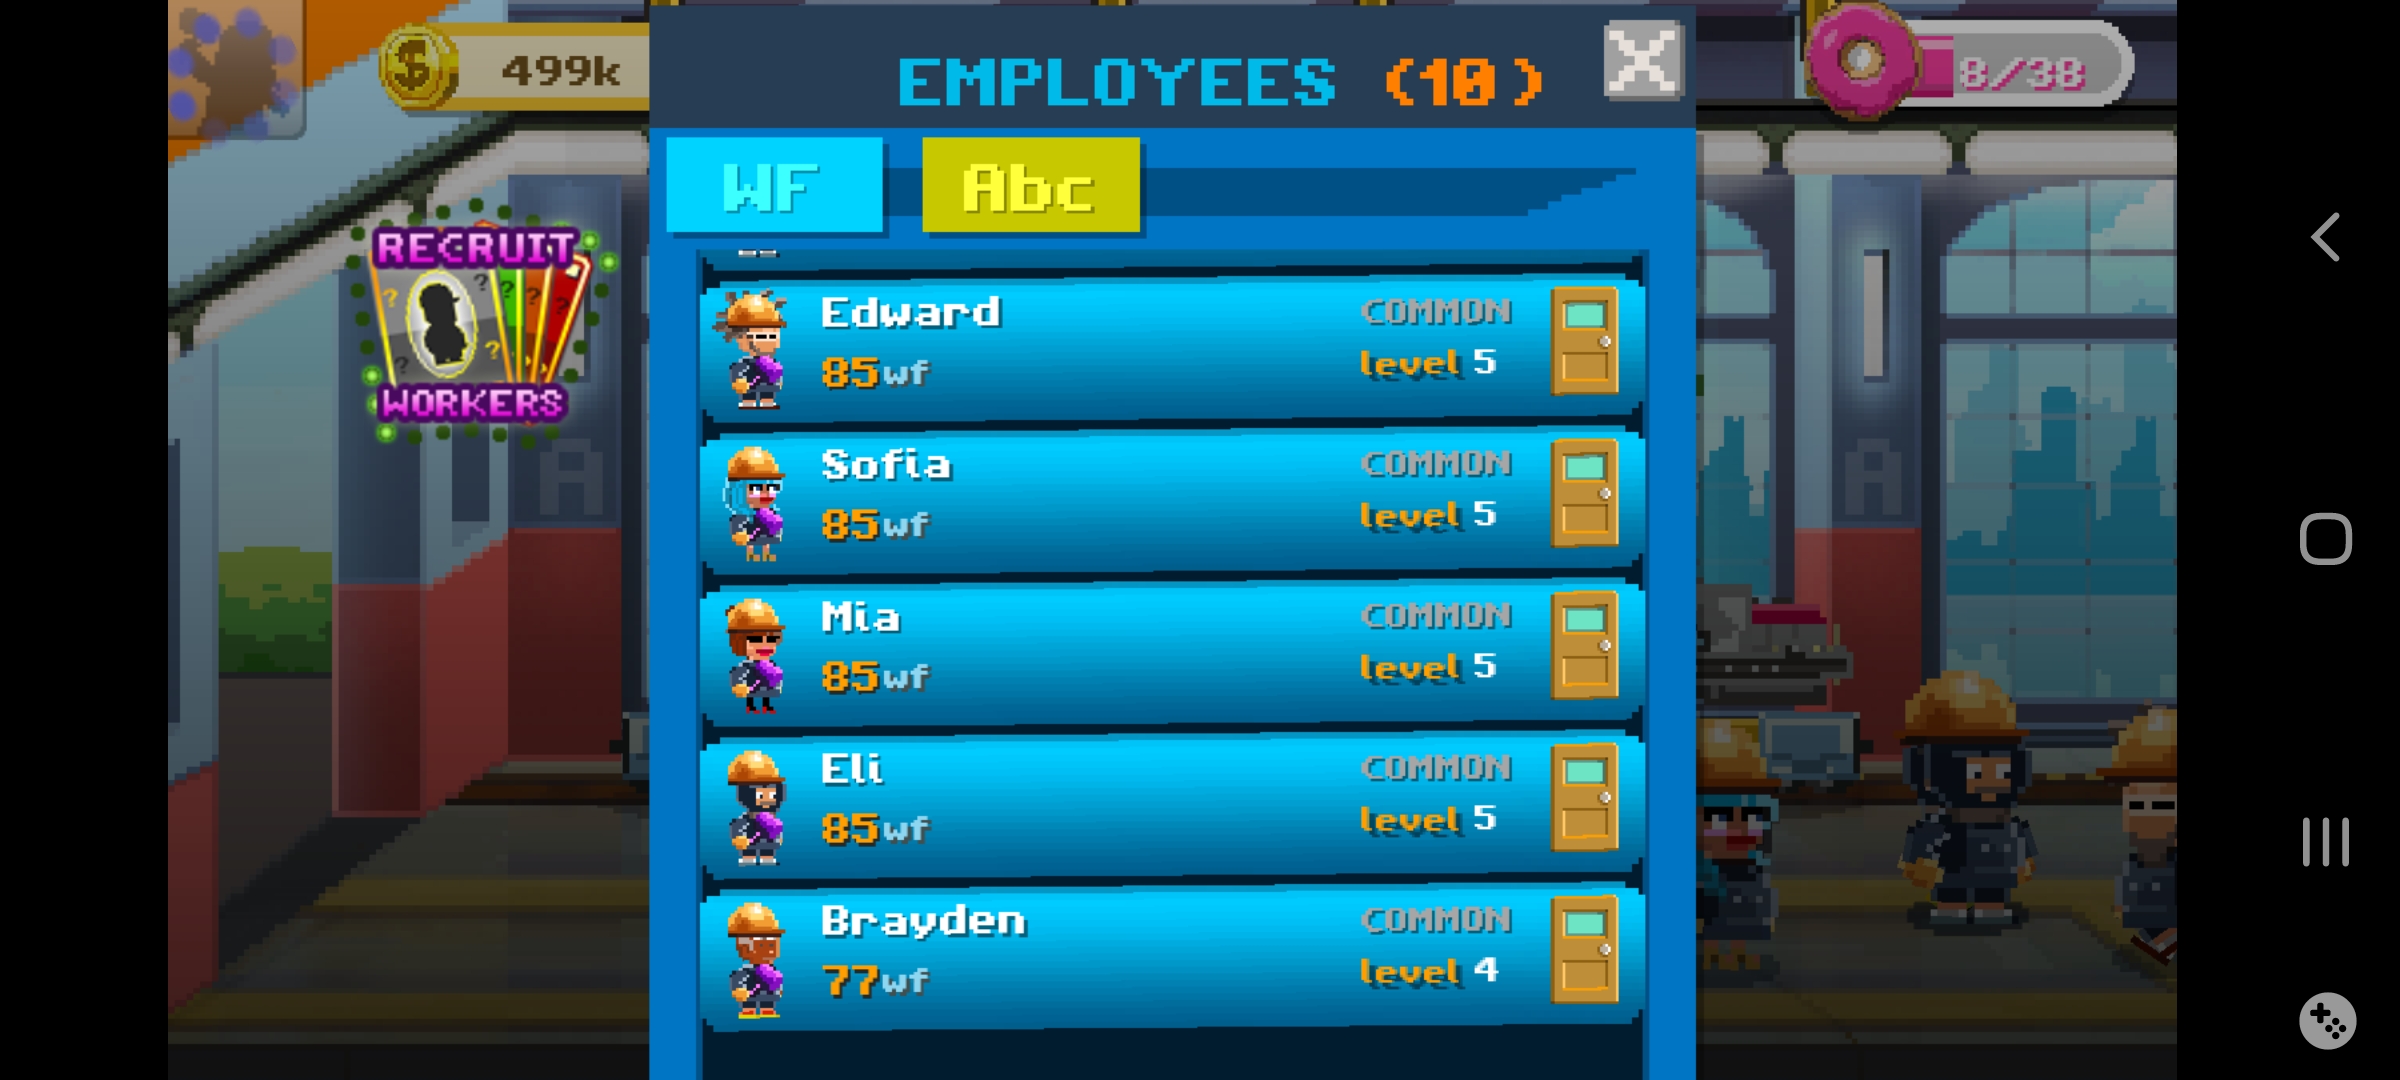 499k
EMPLOYEES (10)
8/38
WF
Abc
RECRUIT
WORKERS
Edward
COMMON
85wf
level 5
Sofia
COMMON
85wf
level 5
Mia
COMMON
85wf
level 5
Eli
COMMON
85wf
level 5
Brayden
COMMON
77wf
level 4
A
A